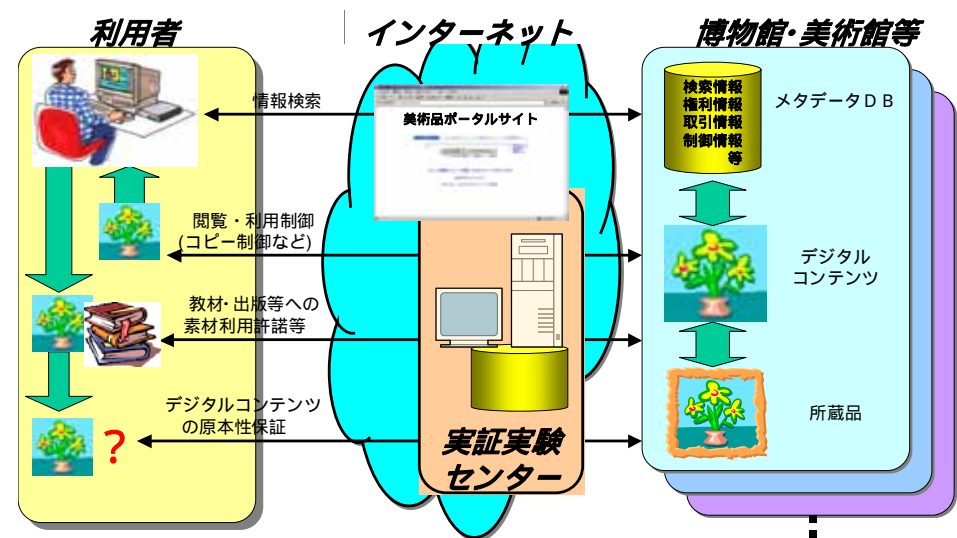 利用者
インターネット
博物館・美術館等
情報検索
美術品ポータルサイト
検索情報
権利情報
取引情報
制御情報
等
メタデータDB
閲覧・利用制御
(コピー制御など)
デジタル
コンテンツ
教材・出版等への
素材利用許諾等
デジタルコンテンツ
の原本性保証
?
所蔵品
実証実験
センター